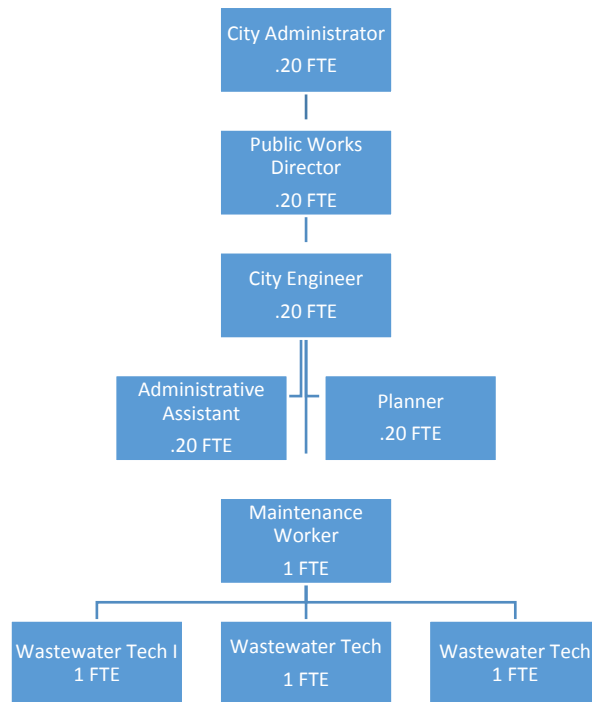 City Administrator
.20 FTE
Public Works
Director
.20 FTE
City Engineer
.20 FTE
Administrative
Assistant
.20 FTE
Planner
.20 FTE
Maintenance
Worker
1 FTE
Wastewater Tech I
1 FTE
Wastewater Tech
1 FTE
Wastewater Tech
1 FTE